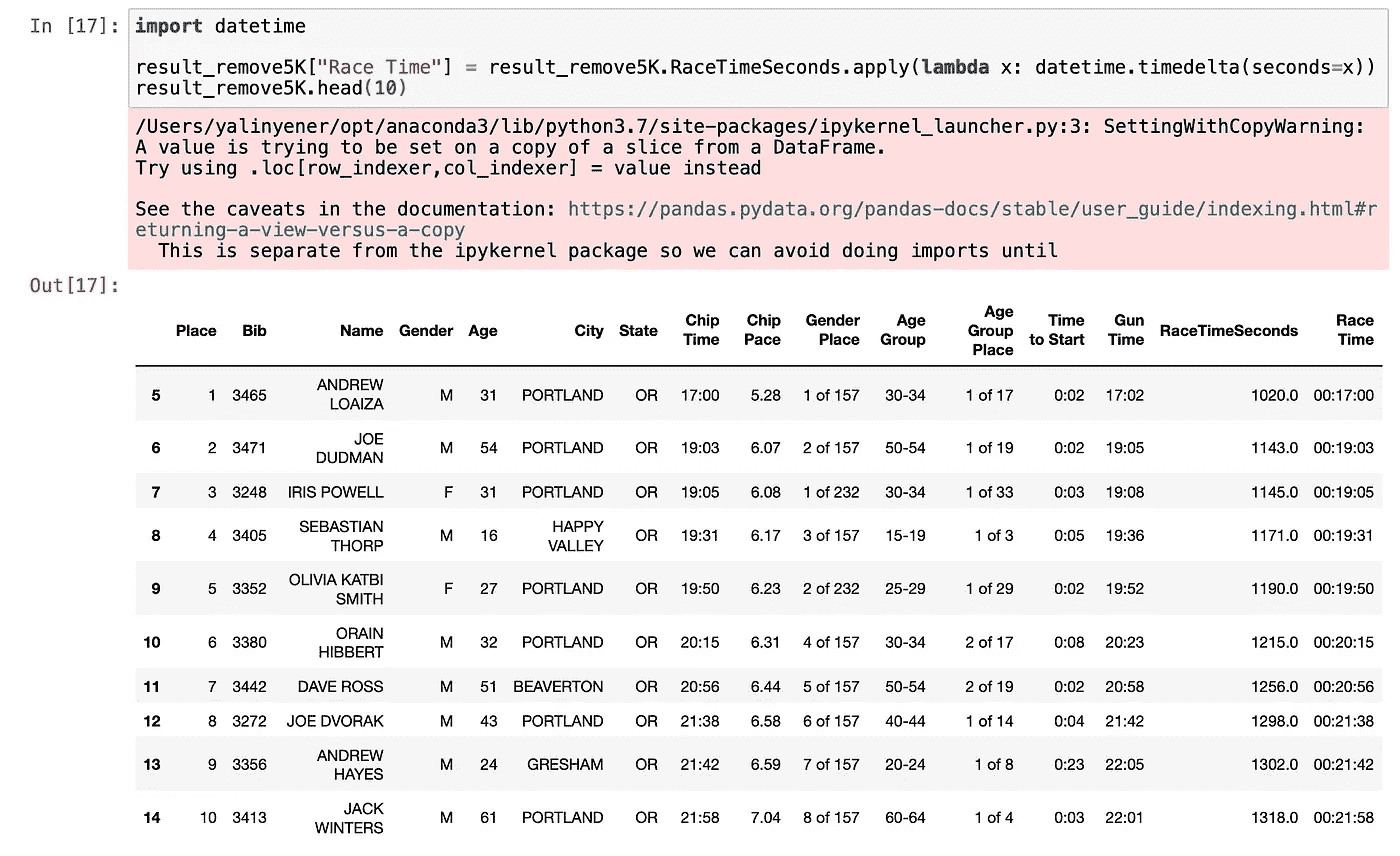 In [17]: import datetime
result_remove5K["Race Time"] = result_remove5K.RaceTimeSeconds.apply(lambda x: datetime.timedelta(seconds=x))
result_remove5K.head(10)
/Users/yalinyener/opt/anaconda3/lib/python3.7/site-packages/ipykernel_launcher.py:3: SettingWithCopyWarning:
A value is trying to be set on a copy of a slice from a DataFrame.
Try using .loc[row_indexer,col_indexer] = value instead
See the caveats in the documentation: https://pandas.pydata.org/pandas-docs/stable/user_guide/indexing.html#r
eturning-a-view-versus-a-copy
This is separate from the ipykernel package so we can avoid doing imports until
Out[17]:
Place Bib Name Gender Age City State Chip Time Chip Pace Gender Place Age Group Age Group Place Time to Start Gun Time RaceTimeSeconds Race Time
5 1 3465 ANDREW LOAIZA M 31 PORTLAND OR 17:00 5.28 1 of 157 30-34 1 of 17 0:02 17:02 1020.0 00:17:00
6 2 3471 JOE DUDMAN M 54 PORTLAND OR 19:03 6.07 2 of 157 50-54 1 of 19 0:02 19:05 1143.0 00:19:03
7 3 3248 IRIS POWELL F 31 PORTLAND OR 19:05 6.08 1 of 232 30-34 1 of 33 0:03 19:08 1145.0 00:19:05
8 4 3405 SEBASTIAN THORP M 16 HAPPY VALLEY OR 19:31 6.17 3 of 157 15-19 1 of 3 0:05 19:36 1171.0 00:19:31
9 5 3352 OLIVIA KATBI SMITH F 27 PORTLAND OR 19:50 6.23 2 of 232 25-29 1 of 29 0:02 19:52 1190.0 00:19:50
10 6 3380 ORAIN HIBBERT M 32 PORTLAND OR 20:15 6.31 4 of 157 30-34 2 of 17 0:08 20:23 1215.0 00:20:15
11 7 3442 DAVE ROSS M 51 BEAVERTON OR 20:56 6.44 5 of 157 50-54 2 of 19 0:02 20:58 1256.0 00:20:56
12 8 3272 JOE DVORAK M 43 PORTLAND OR 21:38 6.58 6 of 157 40-44 1 of 14 0:04 21:42 1298.0 00:21:38
13 9 3356 ANDREW HAYES M 24 GRESHAM OR 21:42 6.59 7 of 157 20-24 1 of 8 0:23 22:05 1302.0 00:21:42
14 10 3413 JACK WINTERS M 61 PORTLAND OR 21:58 7.04 8 of 157 60-64 1 of 4 0:03 22:01 1318.0 00:21:58